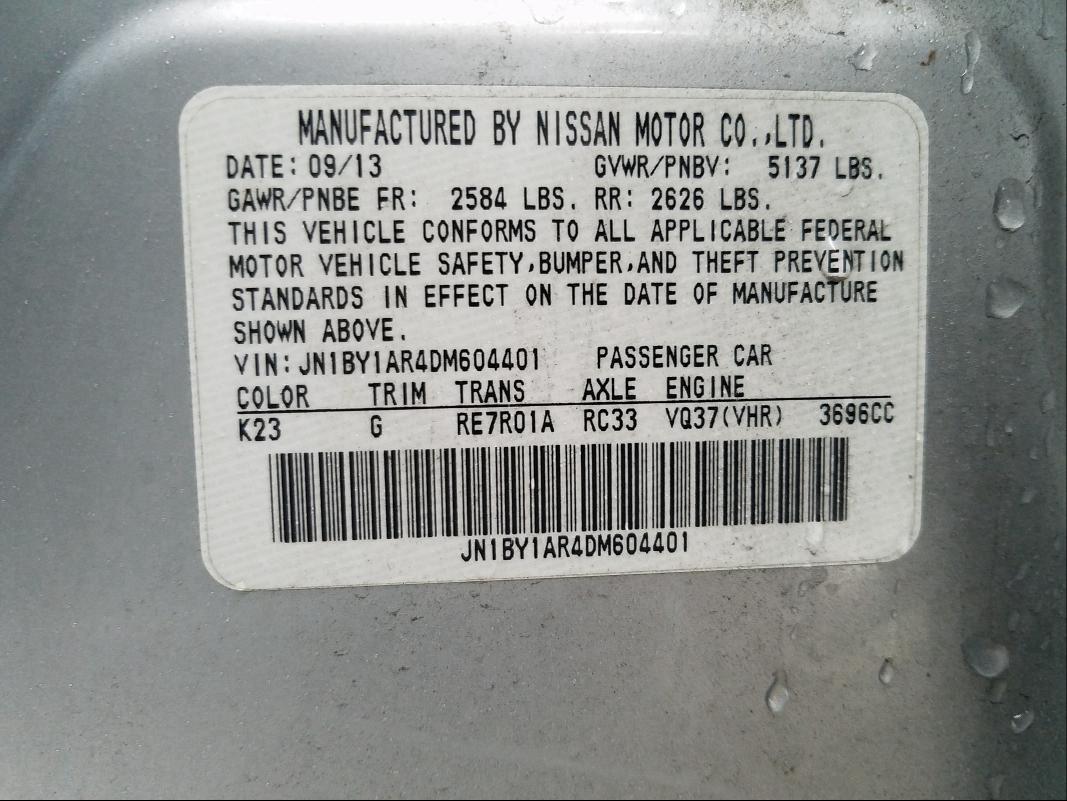 MANUFACTURED BY NISSAN MOTOR CO.,LTD.
DATE: 09/13 GVWR/PNBV: 5137 LBS.
GAWR/PNBE FR: 2584 LBS. RR: 2626 LBS.
THIS VEHICLE CONFORMS TO ALL APPLICABLE FEDERAL
MOTOR VEHICLE SAFETY,BUMPER,AND THEFT PREVENTION
STANDARDS IN EFFECT ON THE DATE OF MANUFACTURE
SHOWN ABOVE.
VIN:JN1BY1AR4DM604401 PASSENGER CAR
COLOR TRIM TRANS AXLE ENGINE
K23 G RE7R01A RC33 VQ37(VHR) 3696CC
JN1BY1AR4DM604401